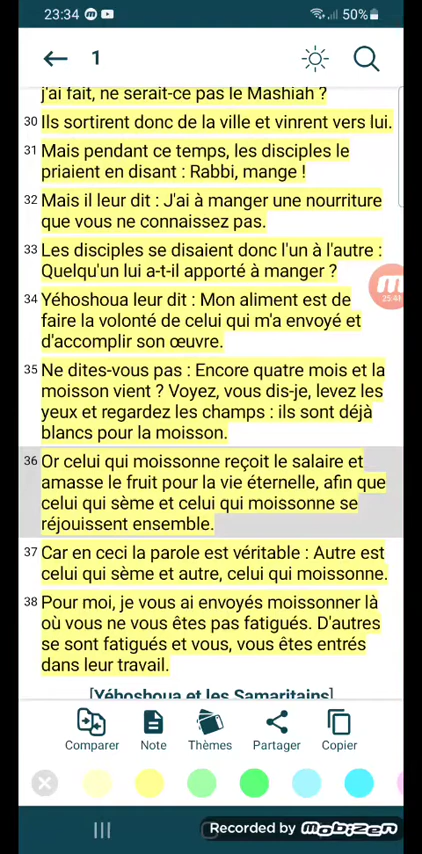 23:34
50%
1
j'ai fait, ne serait-ce pas le Mashiah ?
30 Ils sortirent donc de la ville et vinrent vers lui.
31 Mais pendant ce temps, les disciples le
priaient en disant : Rabbi, mange !
32 Mais il leur dit : J'ai à manger une nourriture
que vous ne connaissez pas.
33 Les disciples se disaient donc l'un à l'autre :
Quelqu'un lui a-t-il apporté à manger ?
34 Yéhoshoua leur dit : Mon aliment est de
faire la volonté de celui qui m'a envoyé et
d'accomplir son œuvre.
35 Ne dites-vous pas : Encore quatre mois et la
moisson vient ? Voyez, vous dis-je, levez les
yeux et regardez les champs : ils sont déjà
blancs pour la moisson.
36 Or celui qui moissonne reçoit le salaire et
amasse le fruit pour la vie éternelle, afin que
celui qui sème et celui qui moissonne se
réjouissent ensemble.
37 Car en ceci la parole est véritable : Autre est
celui qui sème et autre, celui qui moissonne.
38 Pour moi, je vous ai envoyés moissonner là
où vous ne vous êtes pas fatigués. D'autres
se sont fatigués et vous, vous êtes entrés
dans leur travail.
[Yéhoshoua et les Samaritains]
Comparer Note Thèmes Partager Copier
Recorded by mobizen